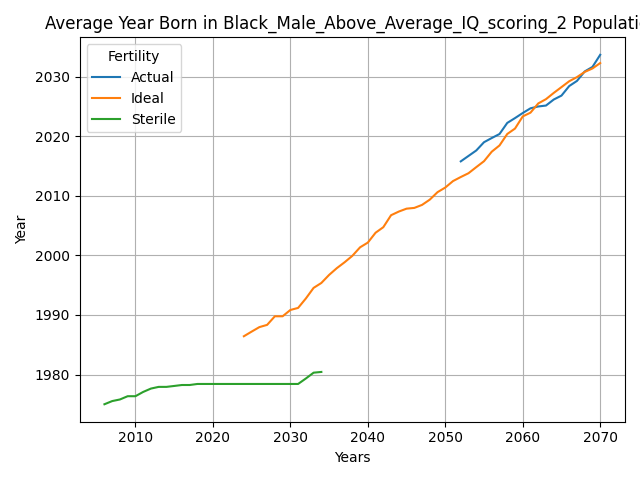 Average Year Born in Black_Male_Above_Average_IQ_scoring_2 Populati
Fertility
Actual
Ideal
Sterile
Year
2030
2020
2010
2000
1990
1980
2010
2020
2030
2040
2050
2060
2070
Years